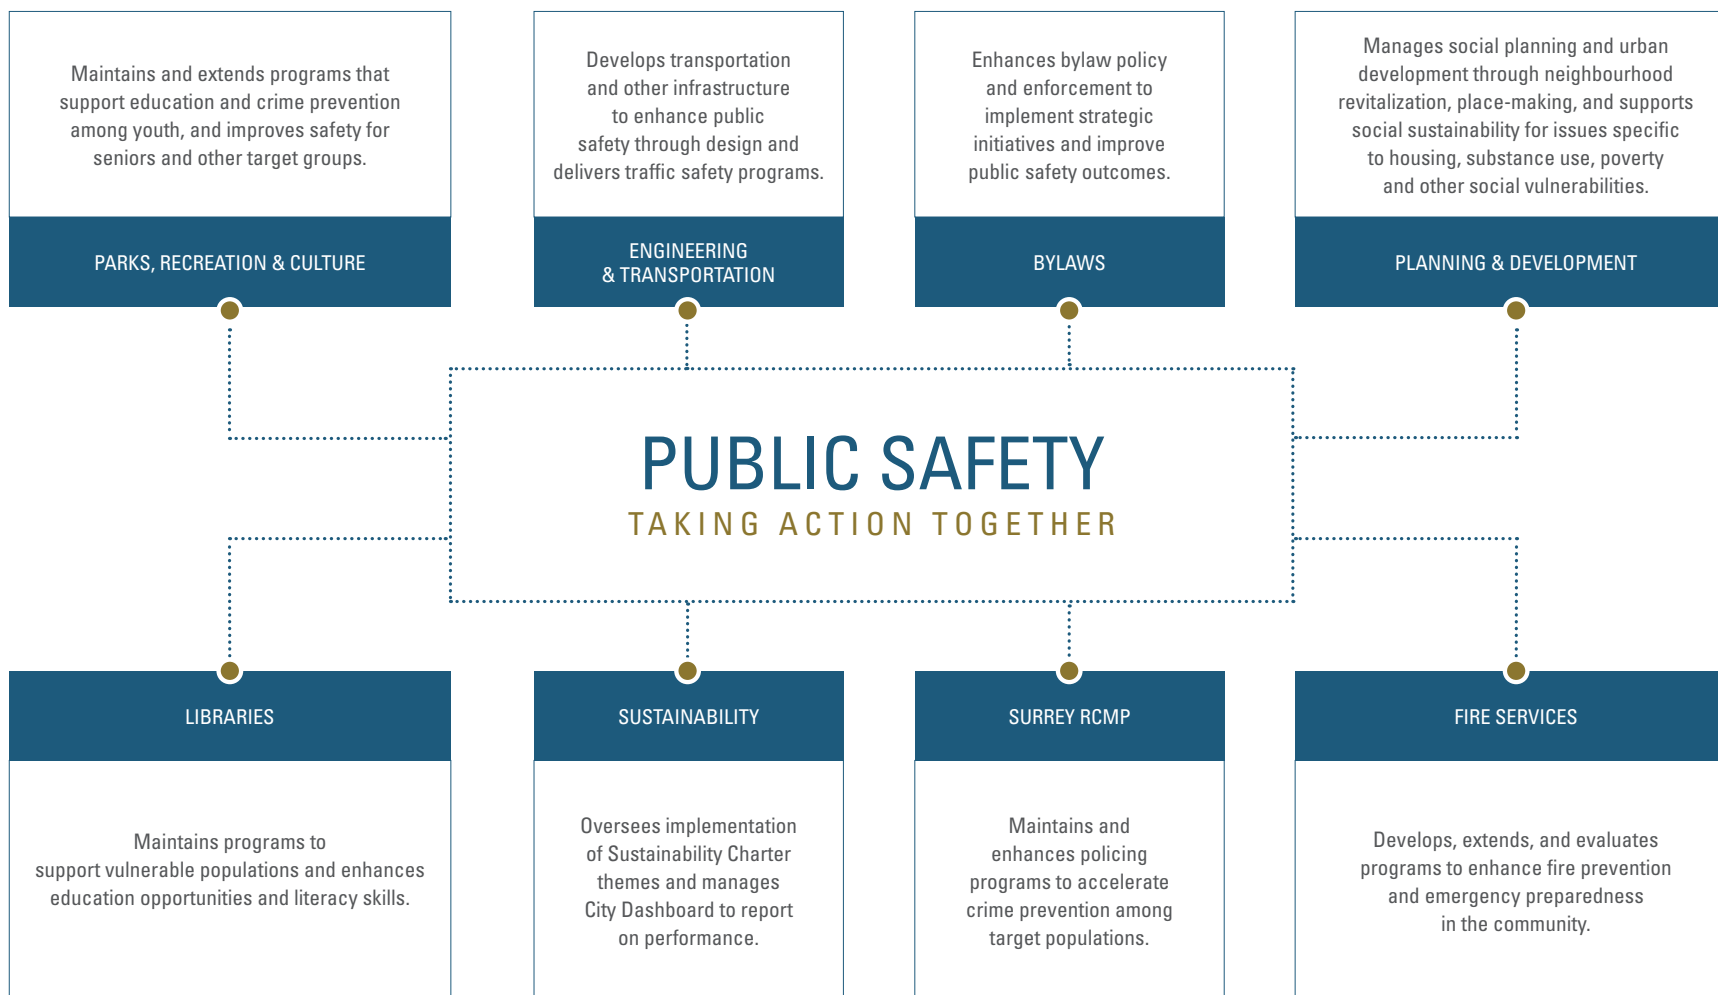 Maintains and extends programs that
support education and crime prevention
among youth, and improves safety for
seniors and other target groups.
PARKS, RECREATION & CULTURE
Develops transportation
and other infrastructure
to enhance public
safety through design and
delivers traffic safety programs.
ENGINEERING
& TRANSPORTATION
Enhances bylaw policy
and enforcement to
implement strategic
initiatives and improve
public safety outcomes.
BYLAWS
Manages social planning and urban
development through neighbourhood
revitalization, place-making, and supports
social sustainability for issues specific
to housing, substance use, poverty
and other social vulnerabilities.
PLANNING & DEVELOPMENT
PUBLIC SAFETY
TAKING ACTION TOGETHER
LIBRARIES
Maintains programs to
support vulnerable populations and enhances
education opportunities and literacy skills.
SUSTAINABILITY
Oversees implementation
of Sustainability Charter
themes and manages
City Dashboard to report
on performance.
SURREY RCMP
Maintains and
enhances policing
programs to accelerate
crime prevention among
target populations.
FIRE SERVICES
Develops, extends, and evaluates
programs to enhance fire prevention
and emergency preparedness
in the community.